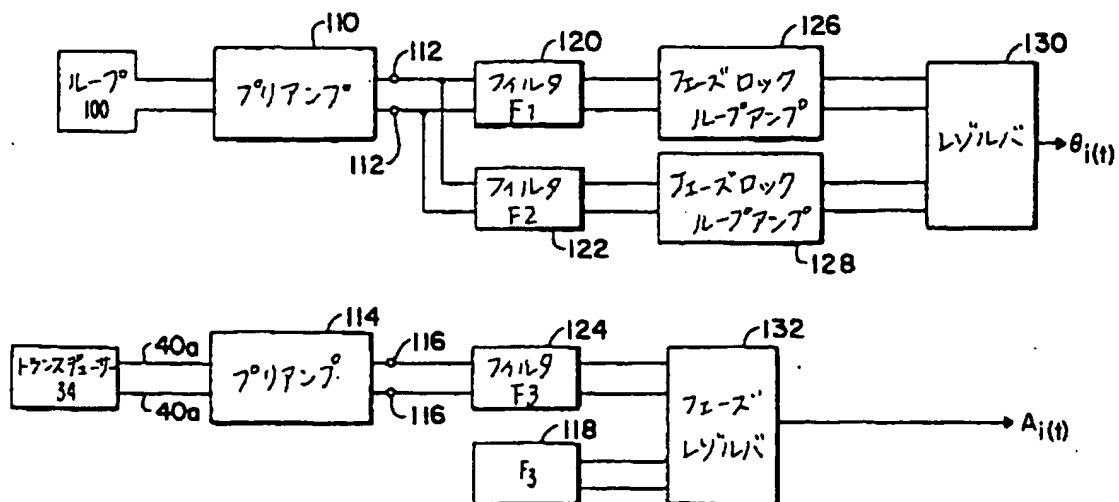 110
112
120
126
130
ループ
100
プリアンプ
フィルタ
F1
フェーズロック
ループアンプ
レゾルバ
θi(t)
112
フィルタ
F2
フェーズロック
ループアンプ
122
128
114
116
124
132
トランスデューサー
34
40a
40a
プリアンプ
116
フィルタ
F3
フェーズ
レゾルバ
Ai(t)
118
F3